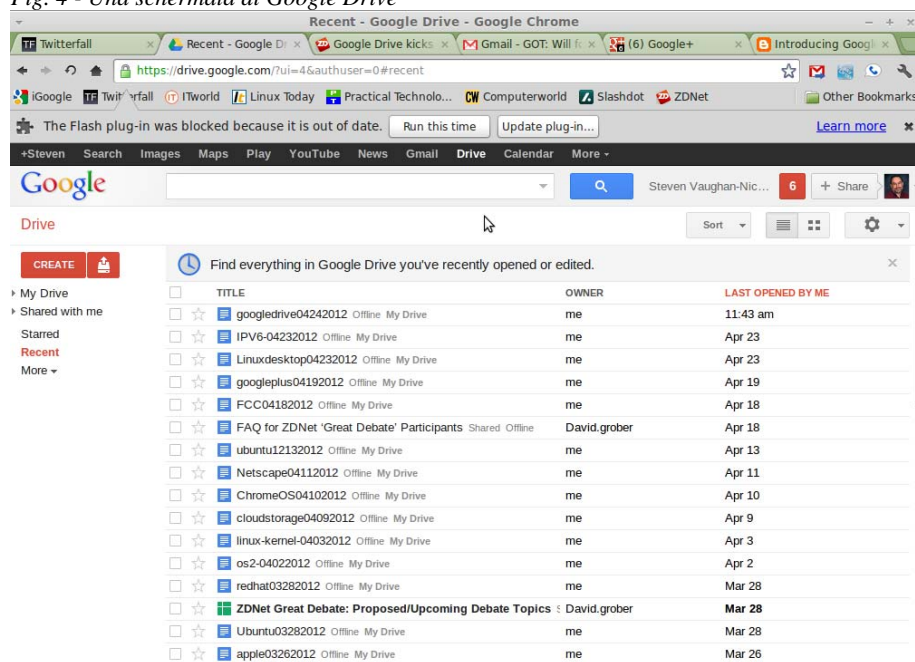 Fig. 4 - Una schermata di Google Drive
Recent - Google Drive - Google Chrome
Twitterfall
Recent - Google Dr
Google Drive kicks
Gmail - GOT: Will fo
(6) Google+
Introducing Googl
https://drive.google.com/?ui=4&authuser=0#recent
iGoogle
ITworld
Linux Today
Practical Technolo...
CW Computerworld
Slashdot
ZDNet
Other Bookmarks
The Flash plug-in was blocked because it is out of date.
Run this time
Update plug-in...
Learn more
+Steven Search Images Maps Play YouTube News Gmail Drive Calendar More
Google
Steven Vaughan-Nic...
6
+ Share
Drive
Sort
CREATE
Find everything in Google Drive you've recently opened or edited.
My Drive
Shared with me
Starred
Recent
More
TITLE OWNER LAST OPENED BY ME
googledrive04242012 Offline My Drive me 11:43 am
IPV6-04232012 Offline My Drive me Apr 23
Linuxdesktop04232012 Offline My Drive me Apr 23
googleplus04192012 Offline My Drive me Apr 19
FCC04182012 Offline My Drive me Apr 18
FAQ for ZDNet 'Great Debate' Participants Shared Offline David.grober Apr 18
ubuntu12132012 Offline My Drive me Apr 13
Netscape04112012 Offline My Drive me Apr 11
ChromeOS04102012 Offline My Drive me Apr 10
cloudstorage04092012 Offline My Drive me Apr 9
linux-kernel-04032012 Offline My Drive me Apr 3
os2-04022012 Offline My Drive me Apr 2
redhat03282012 Offline My Drive me Mar 28
ZDNet Great Debate: Proposed/Upcoming Debate Topics David.grober Mar 28
Ubuntu03282012 Offline My Drive me Mar 28
apple03262012 Offline My Drive me Mar 26